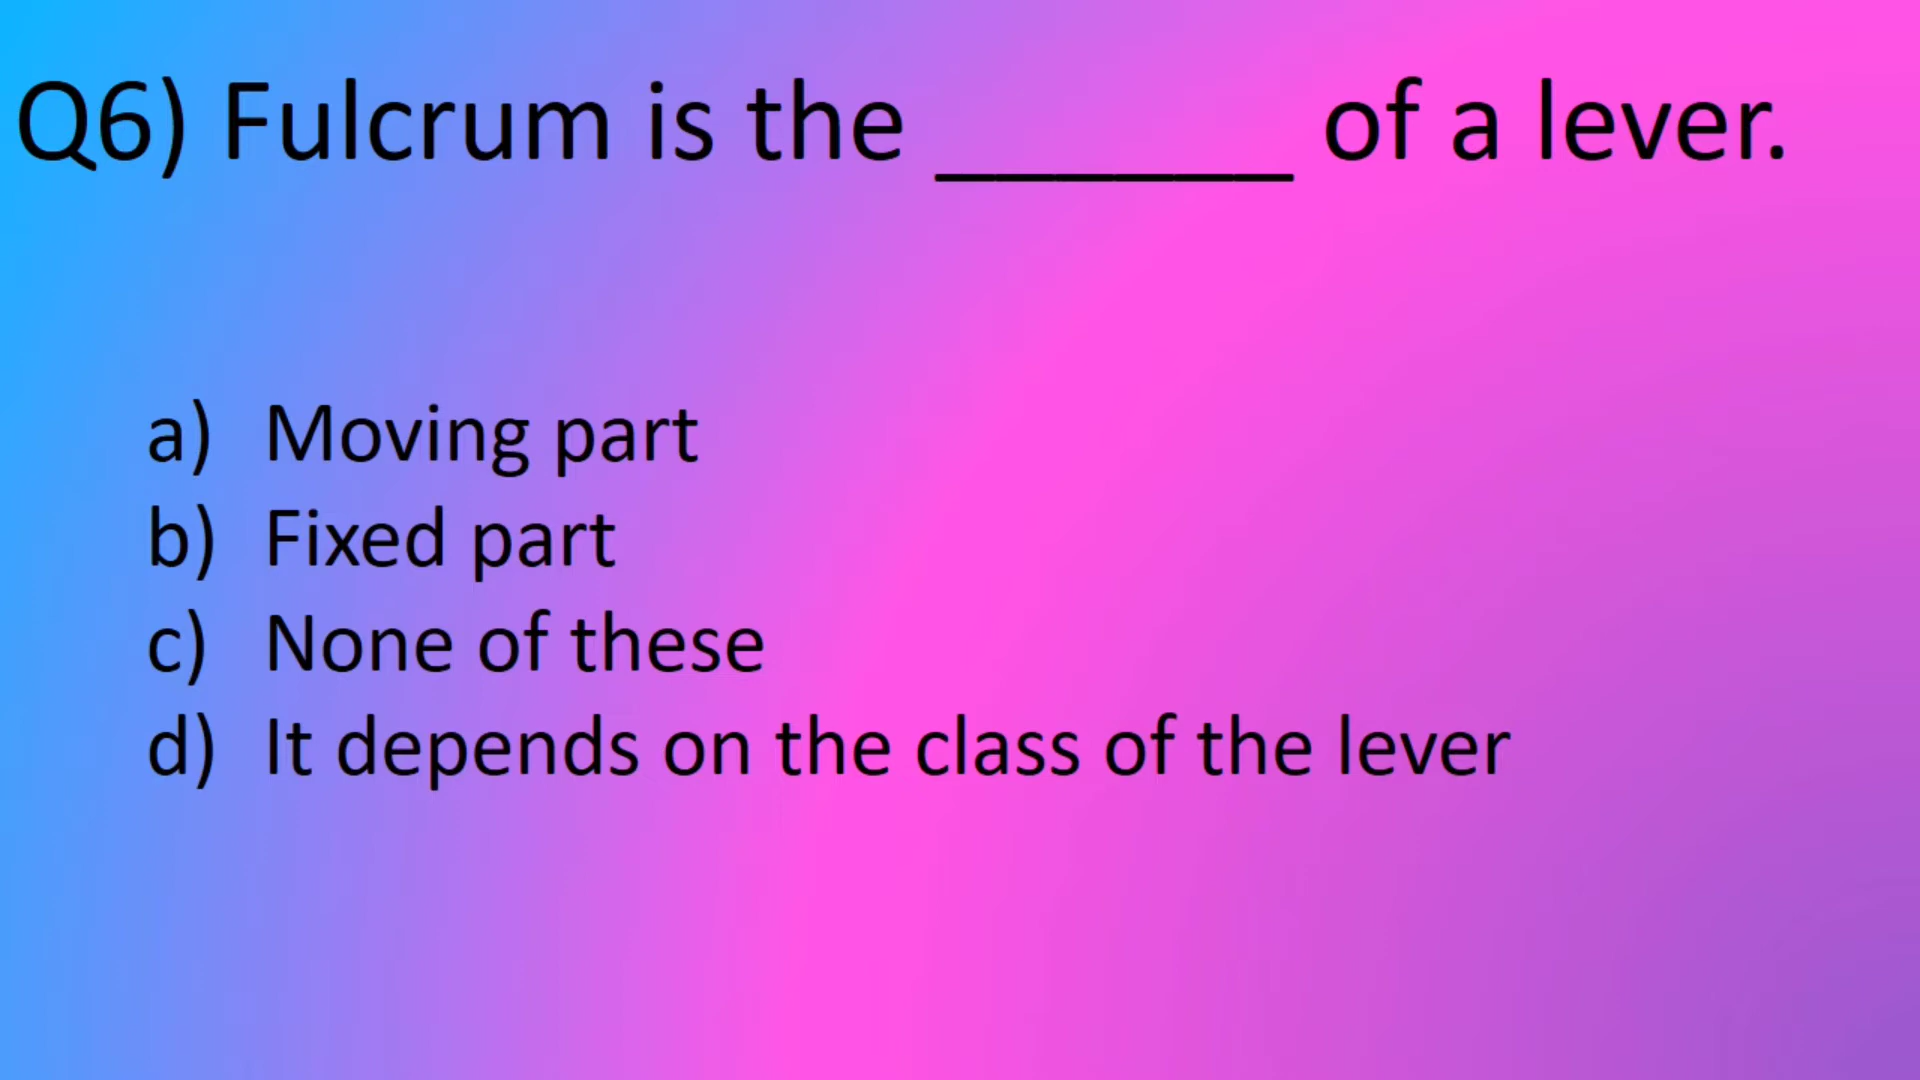 Q6) Fulcrum is the ______ of a lever.
a) Moving part
b) Fixed part
c) None of these
d) It depends on the class of the lever